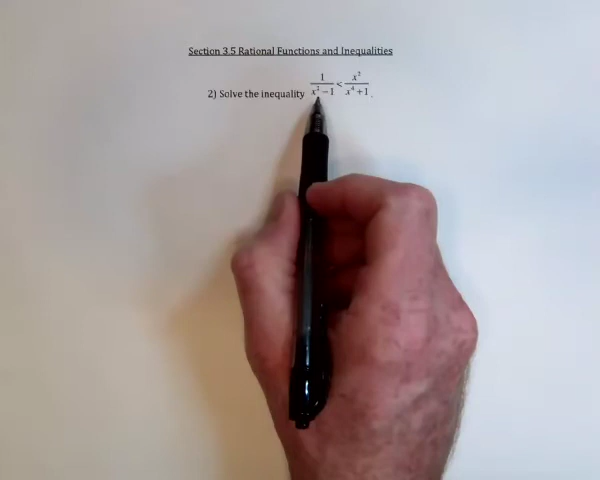 Section 3.5 Rational Functions and Inequalities
2) Solve the inequality 1/(x²−1) < x²/(x⁴+1).